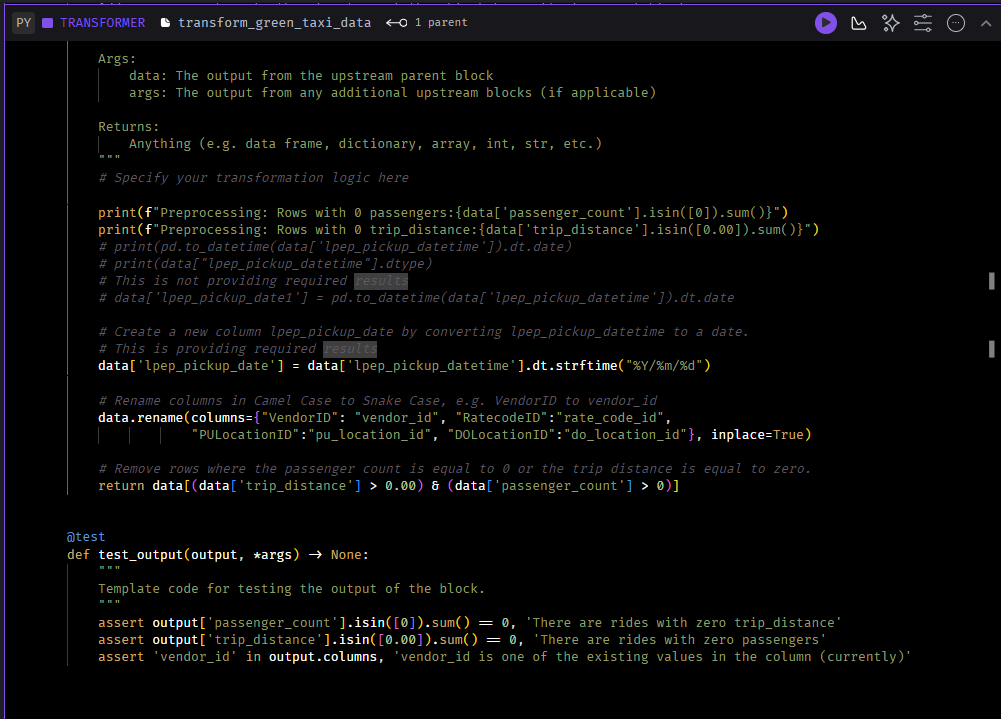 PY TRANSFORMER transform_green_taxi_data 1 parent
Args:
data: The output from the upstream parent block
args: The output from any additional upstream blocks (if applicable)
Returns:
Anything (e.g. data frame, dictionary, array, int, str, etc.)
"""
# Specify your transformation logic here
print(f"Preprocessing: Rows with 0 passengers:{data['passenger_count'].isin([0]).sum()}")
print(f"Preprocessing: Rows with 0 trip_distance:{data['trip_distance'].isin([0.00]).sum()}")
# print(pd.to_datetime(data['lpep_pickup_datetime']).dt.date)
# print(data["lpep_pickup_datetime"].dtype)
# This is not providing required results
# data['lpep_pickup_date1'] = pd.to_datetime(data['lpep_pickup_datetime']).dt.date
# Create a new column lpep_pickup_date by converting lpep_pickup_datetime to a date.
# This is providing required results
data['lpep_pickup_date'] = data['lpep_pickup_datetime'].dt.strftime("%Y/%m/%d")
# Rename columns in Camel Case to Snake Case, e.g. VendorID to vendor_id
data.rename(columns={"VendorID": "vendor_id", "RatecodeID":"rate_code_id",
"PULocationID":"pu_location_id", "DOLocationID":"do_location_id"}, inplace=True)
# Remove rows where the passenger count is equal to 0 or the trip distance is equal to zero.
return data[(data['trip_distance'] > 0.00) & (data['passenger_count'] > 0)]
@test
def test_output(output, *args) -> None:
"""
Template code for testing the output of the block.
"""
assert output['passenger_count'].isin([0]).sum() == 0, 'There are rides with zero trip_distance'
assert output['trip_distance'].isin([0.00]).sum() == 0, 'There are rides with zero passengers'
assert 'vendor_id' in output.columns, 'vendor_id is one of the existing values in the column (currently)'